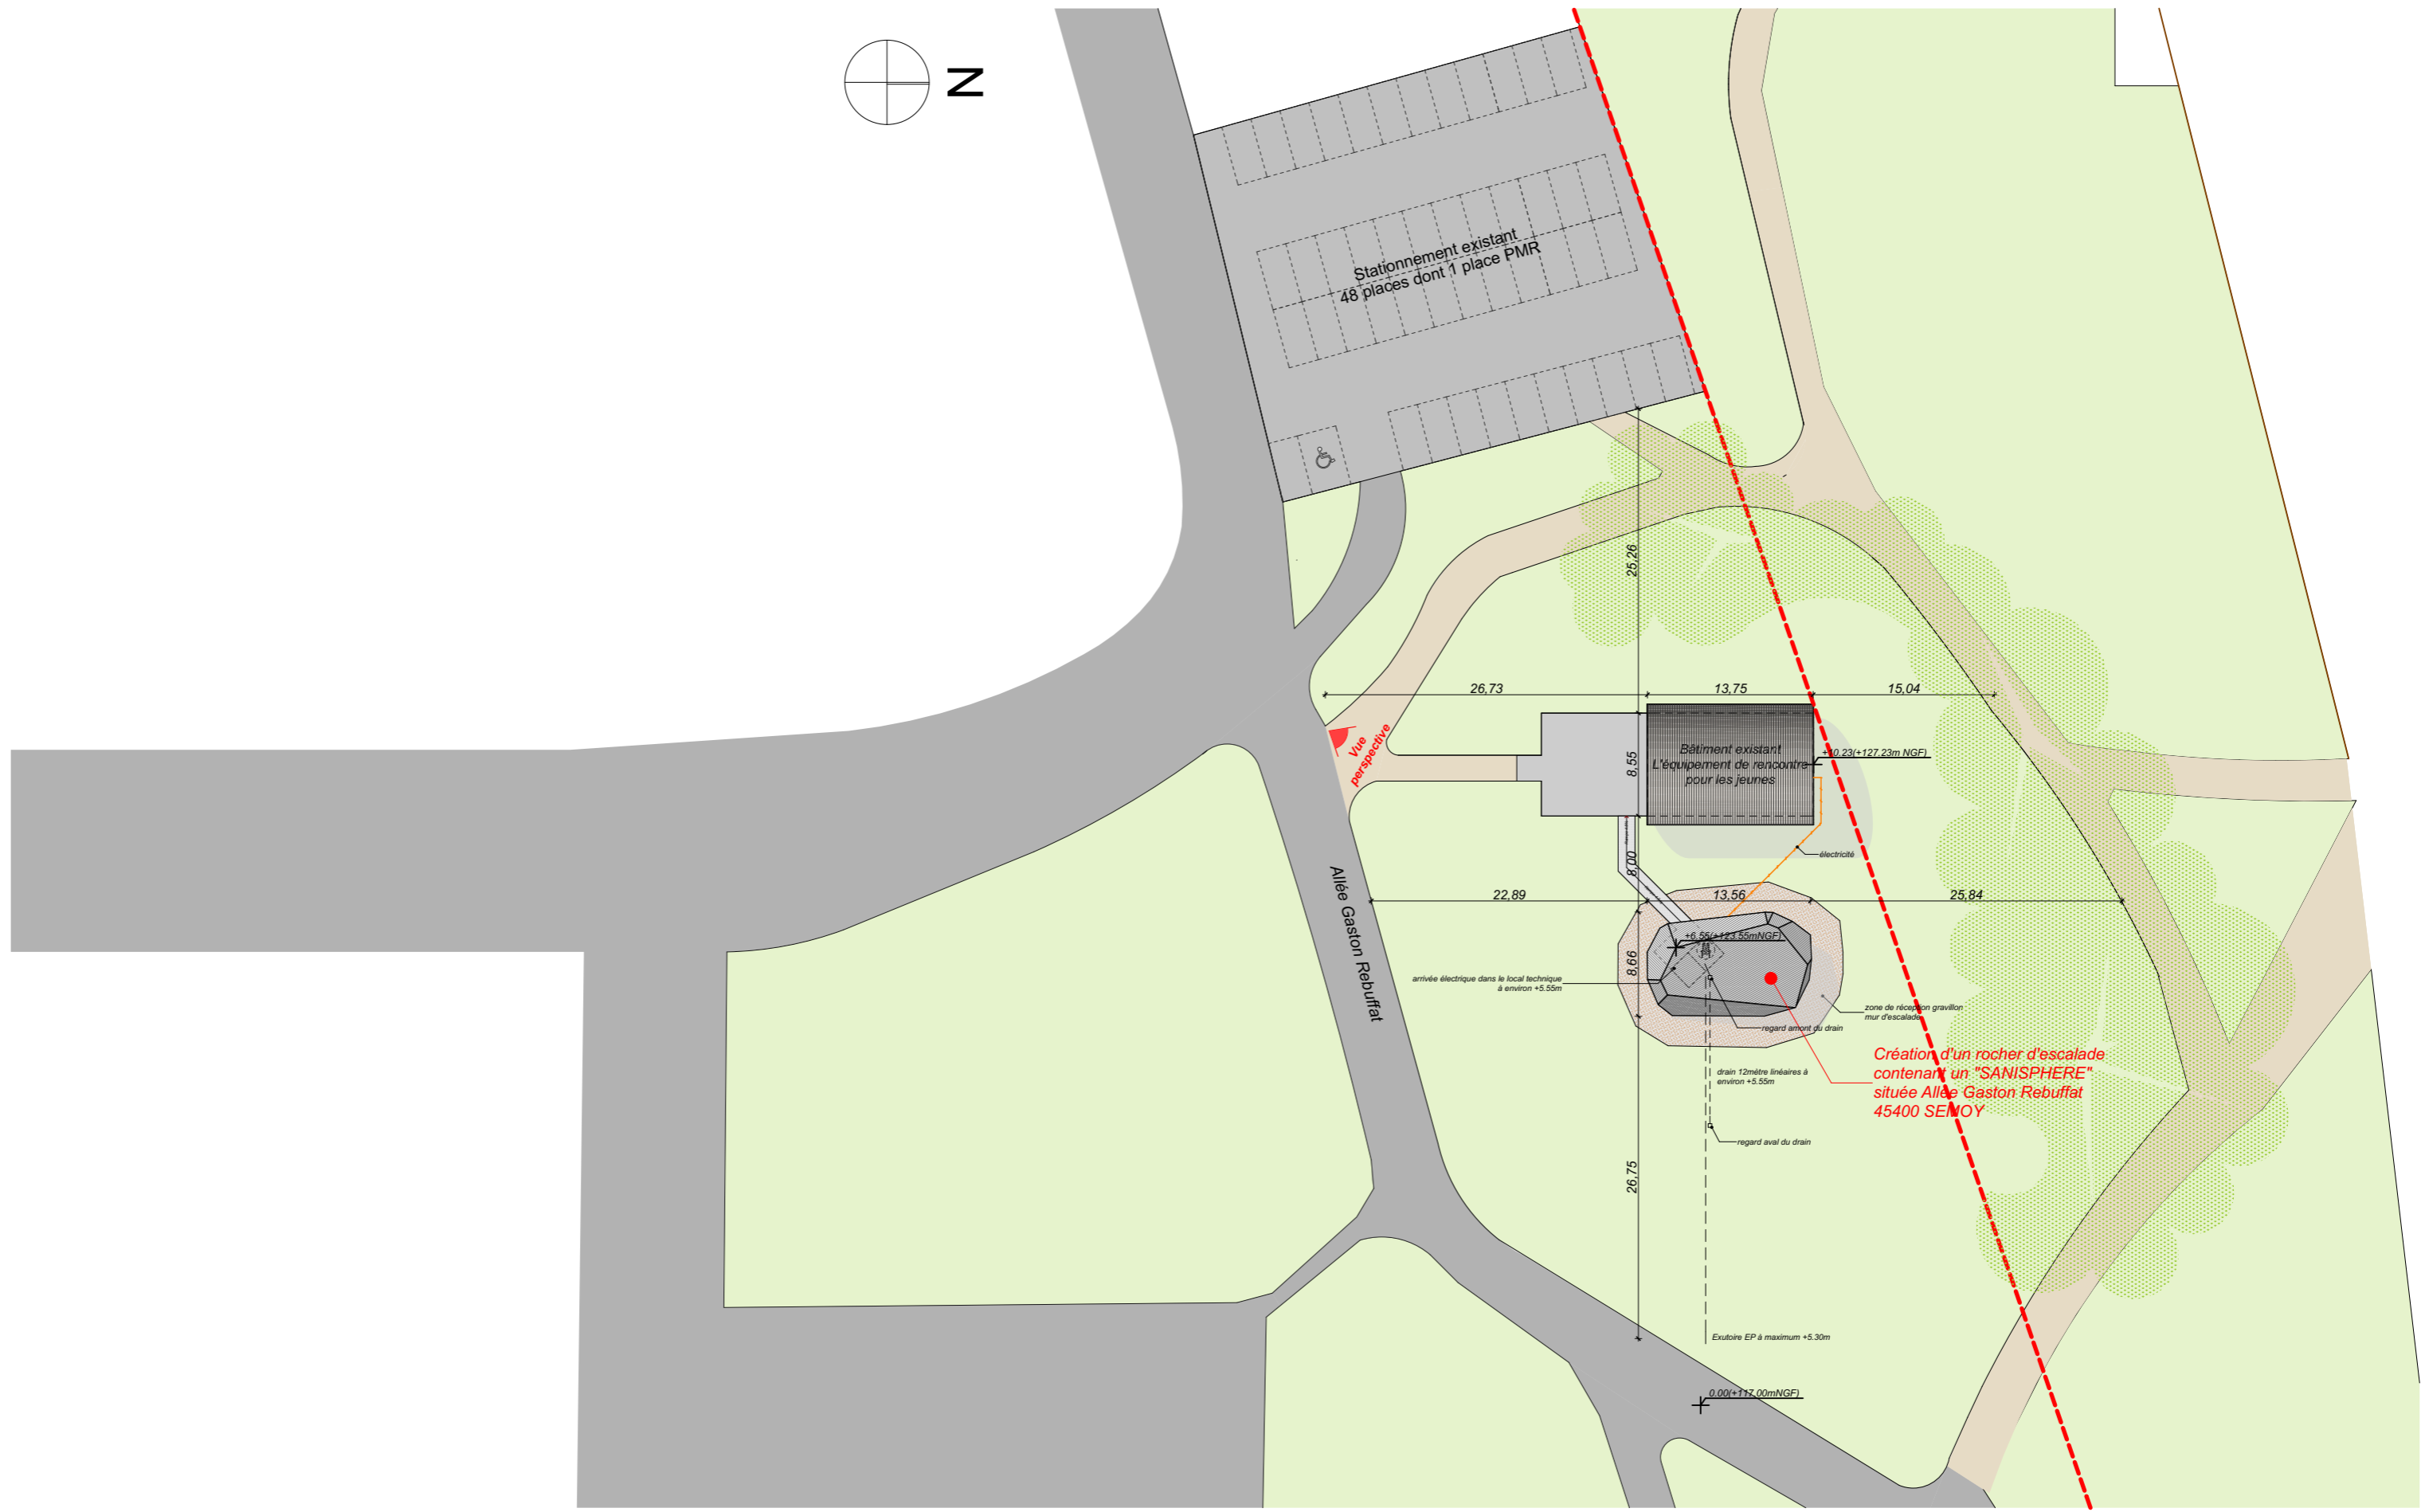 N
Stationnement existant
48 places dont 1 place PMR
25,26
26,73
13,75
15,04
Vue
perspective
Bâtiment existant
L'équipement de rencontre
pour les jeunes
+10.23(+127.23m NGF)
8,55
électricité
8,00
22,89
13,56
25,84
Allée Gaston Rebuffat
+6.55(+123.55mNGF)
8,66
arrivée électrique dans le local technique
à environ +5.55m
zone de réception gravillon
mur d'escalade
regard amont du drain
Création d'un rocher d'escalade
contenant un "SANISPHERE"
située Allée Gaston Rebuffat
45400 SEMOY
drain 12mètre linéaires à
environ +5.55m
regard aval du drain
26,75
Exutoire EP à maximum +5.30m
0.00(+117.00mNGF)